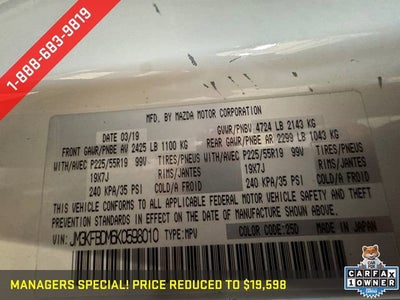 1-888-683-9819
MFD. BY MAZDA MOTOR CORPORATION
DATE 03/19 GVWR/PNBV 4724 LB 2143 KG
FRONT GAWR/PNBE AV 2425 LB 1100 KG REAR GAWR/PNBE AR 2299 LB 1043 KG
WITH/AVEC P225/55R19 99V TIRES/PNEUS WITH/AVEC P225/55R19 99V TIRES/PNEUS
19X7J RIMS/JANTES 19X7J RIMS/JANTES
240 KPA/35 PSI COLD/A FROID 240 KPA/35 PSI COLD/A FROID
THIS VEHICLE CONFORMS TO ALL APPLICABLE FEDERAL MOTOR VEHICLE SAFETY AND THEFT
PREVENTION STANDARDS IN EFFECT ON THE DATE OF MANUFACTURE SHOWN ABOVE.
VIN: JM3KFBDM6K0598010 TYPE:MPV COLOR CODE:25D MADE IN JAPAN
MANAGERS SPECIAL! PRICE REDUCED TO $19,598
CARFAX
1 OWNER